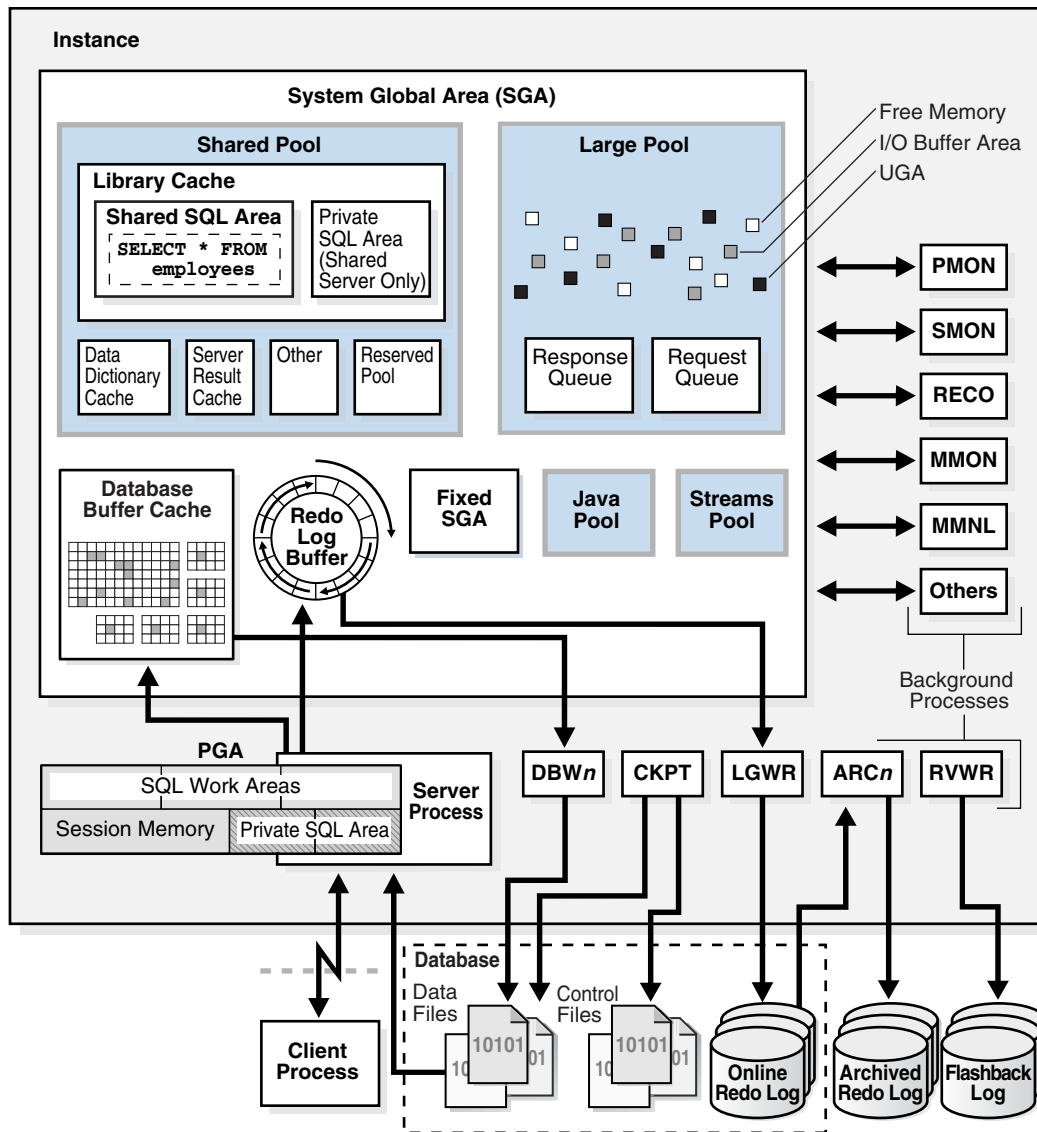 Instance
System Global Area (SGA)
Shared Pool
Library Cache
Shared SQL Area
SELECT * FROM
employees
Private
SQL Area
(Shared
Server Only)
Data
Dictionary
Cache
Server
Result
Cache
Other
Reserved
Pool
Large Pool
Response
Queue
Request
Queue
Free Memory
I/O Buffer Area
UGA
Database
Buffer Cache
Redo
Log
Buffer
Fixed
SGA
Java
Pool
Streams
Pool
PMON
SMON
RECO
MMON
MMNL
Others
Background
Processes
PGA
SQL Work Areas
Session Memory
Private SQL Area
Server
Process
DBWn
CKPT
LGWR
ARCn
RVWR
Client
Process
Database
Data
Files
10
10101
01
Control
Files
10
10101
01
Online
Redo Log
Archived
Redo Log
Flashback
Log